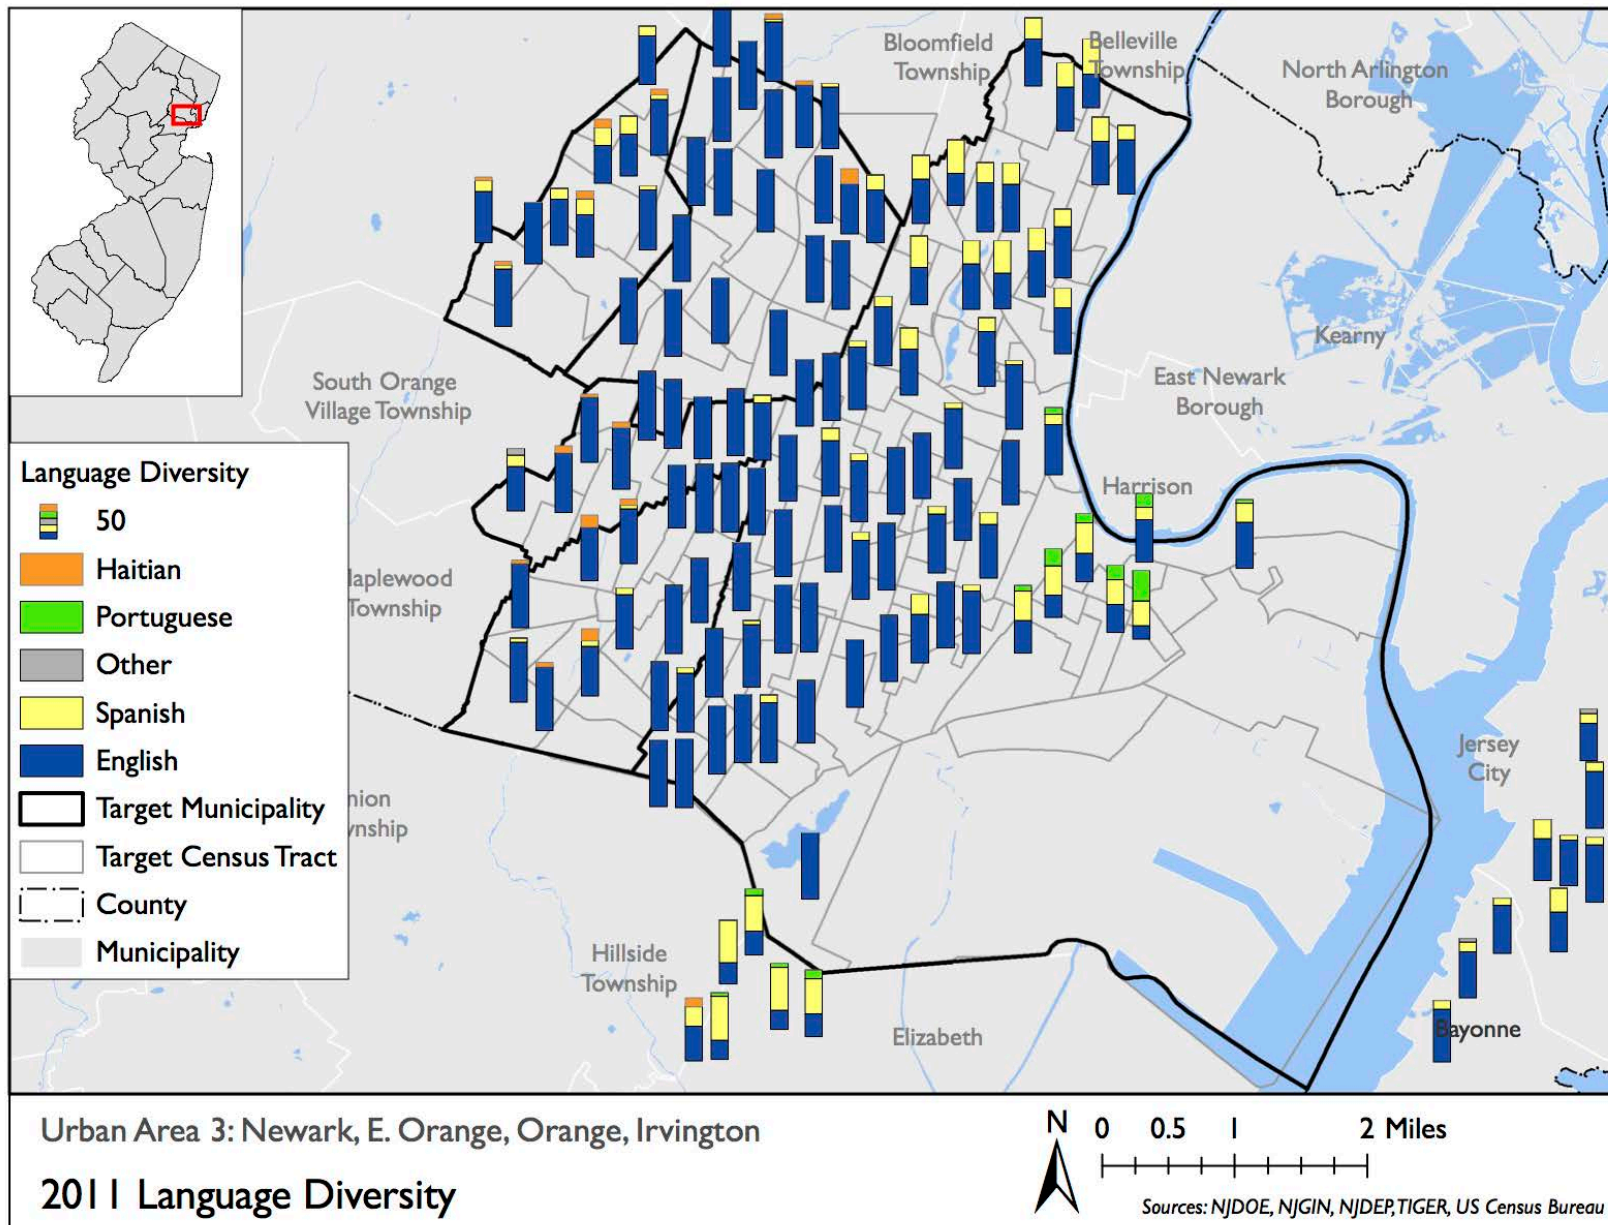 Bloomfield
Township
Belleville
Township
North Arlington
Borough
Kearny
South Orange
Village Township
East Newark
Borough
Harrison
Language Diversity
50
Haitian
Portuguese
Other
Spanish
English
Target Municipality
Target Census Tract
County
Municipality
laplewood
Township
nion
nship
Jersey
City
Hillside
Township
Elizabeth
Bayonne
Urban Area 3: Newark, E. Orange, Orange, Irvington
2011 Language Diversity
N
0 0.5 1 2 Miles
Sources: NJDOE, NJGIN, NJDEP,TIGER, US Census Bureau